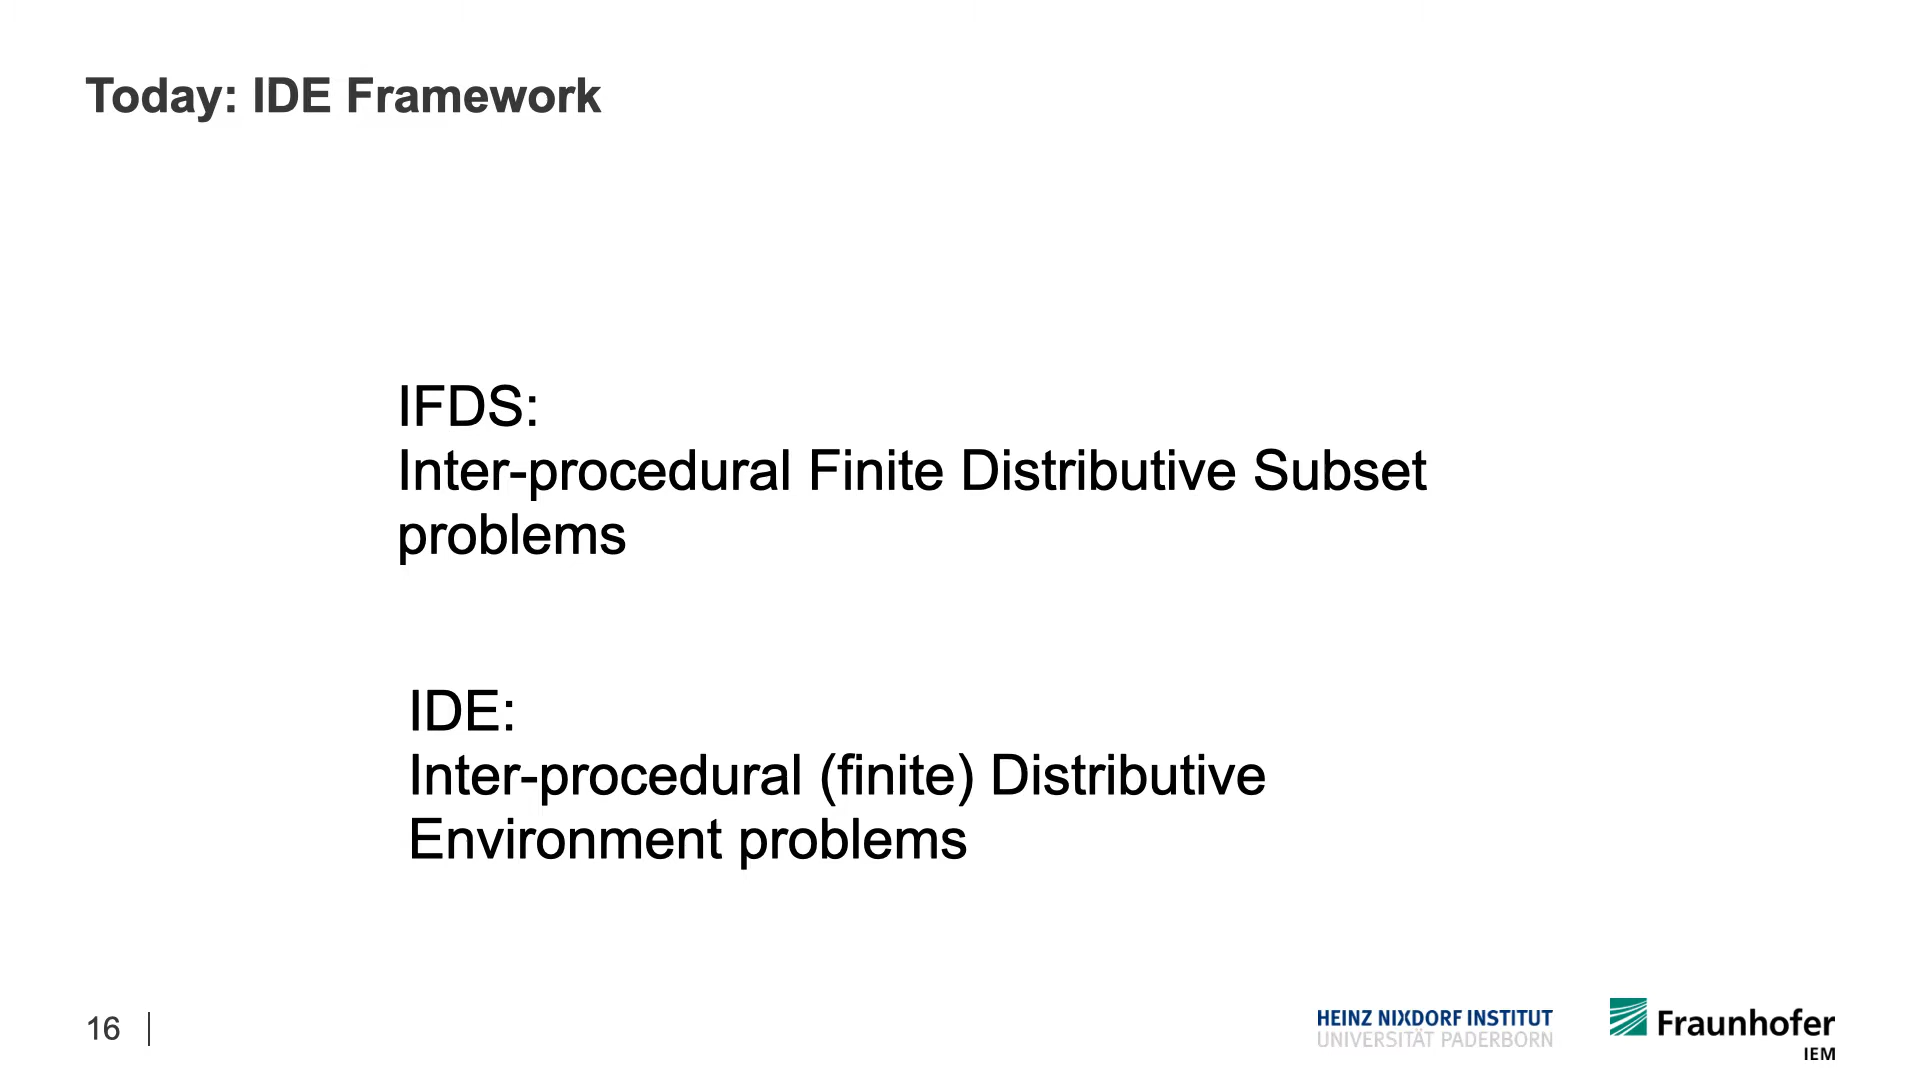 Today: IDE Framework
IFDS:
Inter-procedural Finite Distributive Subset
problems
IDE:
Inter-procedural (finite) Distributive
Environment problems
16
HEINZ NIXDORF INSTITUT
UNIVERSITÄT PADERBORN
Fraunhofer
IEM